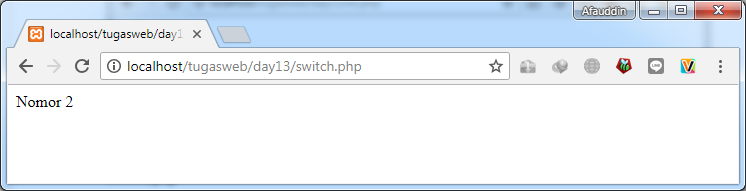 Afauddin
localhost/tugasweb/day1
localhost/tugasweb/day13/switch.php
Nomor 2